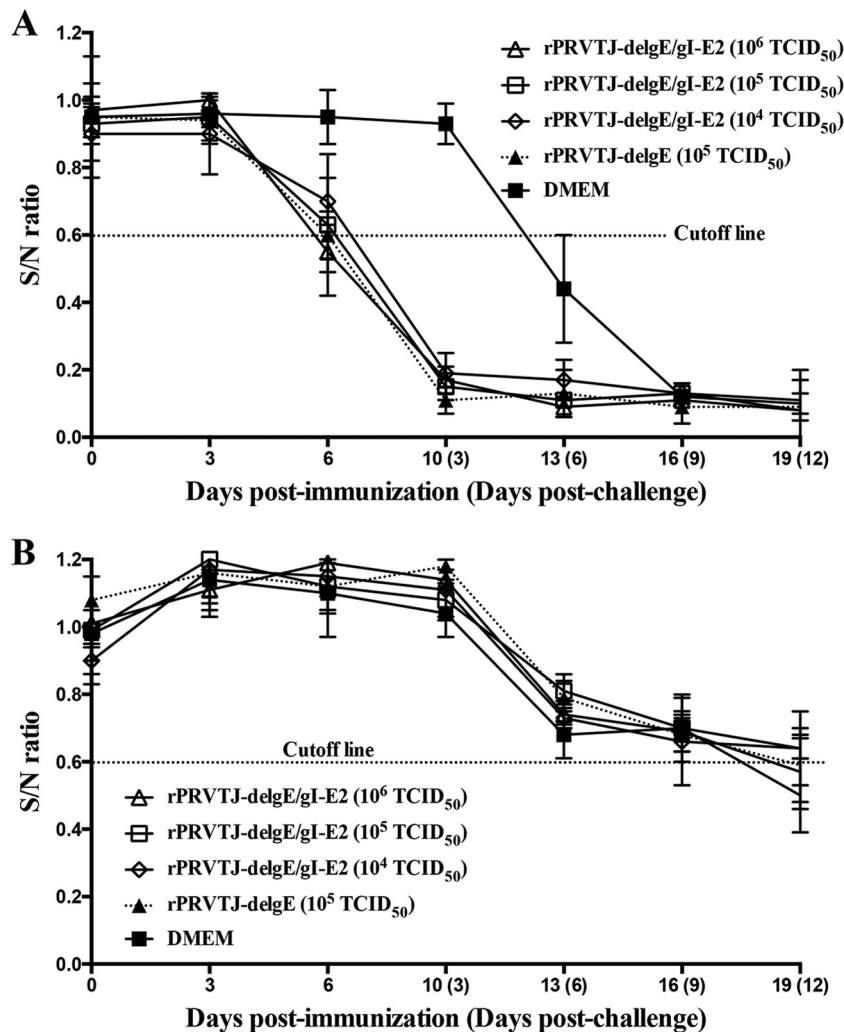 A
1.2
1.0
0.8
0.6
0.4
0.2
0.0
S/N ratio
rPRVTJ-delgE/gI-E2 (10⁶ TCID₅₀)
rPRVTJ-delgE/gI-E2 (10⁵ TCID₅₀)
rPRVTJ-delgE/gI-E2 (10⁴ TCID₅₀)
rPRVTJ-delgE (10⁵ TCID₅₀)
DMEM
Cutoff line
0 3 6 10 (3) 13 (6) 16 (9) 19 (12)
Days post-immunization (Days post-challenge)
B
1.2
1.0
0.8
0.6
0.4
0.2
0.0
S/N ratio
Cutoff line
rPRVTJ-delgE/gI-E2 (10⁶ TCID₅₀)
rPRVTJ-delgE/gI-E2 (10⁵ TCID₅₀)
rPRVTJ-delgE/gI-E2 (10⁴ TCID₅₀)
rPRVTJ-delgE (10⁵ TCID₅₀)
DMEM
0 3 6 10 (3) 13 (6) 16 (9) 19 (12)
Days post-immunization (Days post-challenge)